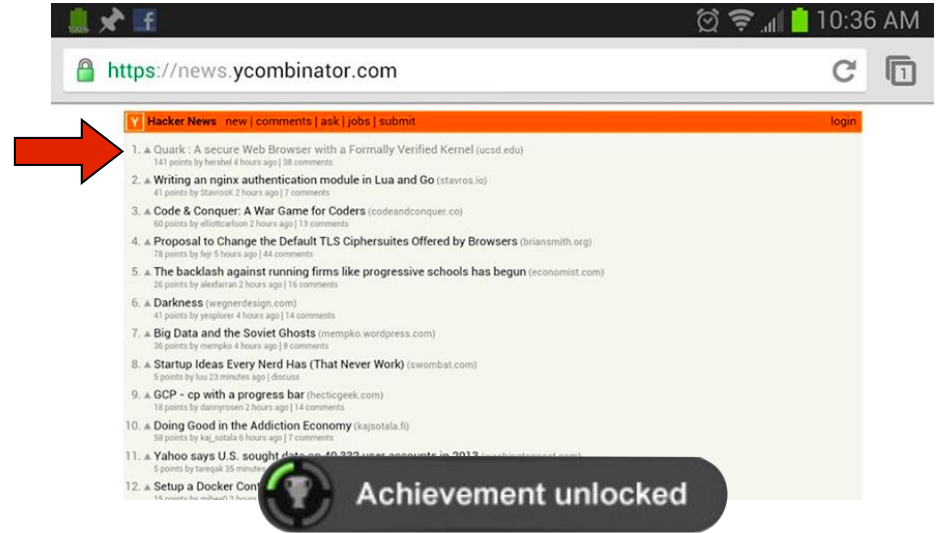 100%
10:36 AM
https://news.ycombinator.com
1
Y Hacker News new | comments | ask | jobs | submit login
1. Quark : A secure Web Browser with a Formally Verified Kernel (ucsd.edu)
141 points by hershel 4 hours ago | 38 comments
2. Writing an nginx authentication module in Lua and Go (stavros.io)
41 points by StavrosK 2 hours ago | 7 comments
3. Code & Conquer: A War Game for Coders (codeandconquer.co)
60 points by elliottcarlson 2 hours ago | 13 comments
4. Proposal to Change the Default TLS Ciphersuites Offered by Browsers (briansmith.org)
78 points by fejr 5 hours ago | 44 comments
5. The backlash against running firms like progressive schools has begun (economist.com)
26 points by alexfarran 2 hours ago | 16 comments
6. Darkness (wegnerdesign.com)
41 points by yesplorer 4 hours ago | 14 comments
7. Big Data and the Soviet Ghosts (mempko.wordpress.com)
36 points by mempko 4 hours ago | 8 comments
8. Startup Ideas Every Nerd Has (That Never Work) (swombat.com)
5 points by luu 23 minutes ago | discuss
9. GCP - cp with a progress bar (hecticgeek.com)
18 points by dannyrosen 2 hours ago | 14 comments
10. Doing Good in the Addiction Economy (kajsotala.fi)
58 points by kaj_sotala 6 hours ago | 7 comments
11. Yahoo says U.S. sought data on 40,332 user accounts in 2013
5 points by tareqak 35 minutes
12. Setup a Docker
Achievement unlocked